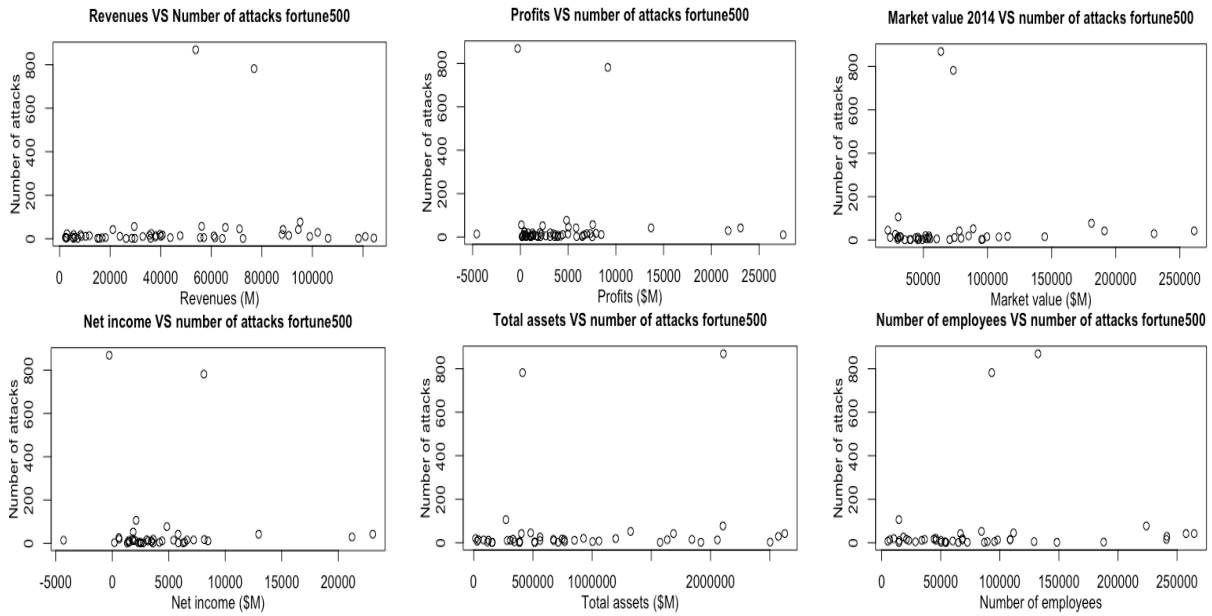 Revenues VS Number of attacks fortune500
Number of attacks
0 200 400 600 800
0 20000 40000 60000 80000 100000
Revenues (M)
Profits VS number of attacks fortune500
Number of attacks
0 200 400 600 800
-5000 0 5000 10000 15000 20000 25000
Profits ($M)
Market value 2014 VS number of attacks fortune500
Number of attacks
0 200 400 600 800
50000 100000 150000 200000 250000
Market value ($M)
Net income VS number of attacks fortune500
Number of attacks
0 200 400 600 800
-5000 0 5000 10000 15000 20000
Net income ($M)
Total assets VS number of attacks fortune500
Number of attacks
0 200 400 600 800
0 500000 1000000 2000000
Total assets ($M)
Number of employees VS number of attacks fortune500
Number of attacks
0 200 400 600 800
0 50000 100000 150000 200000 250000
Number of employees